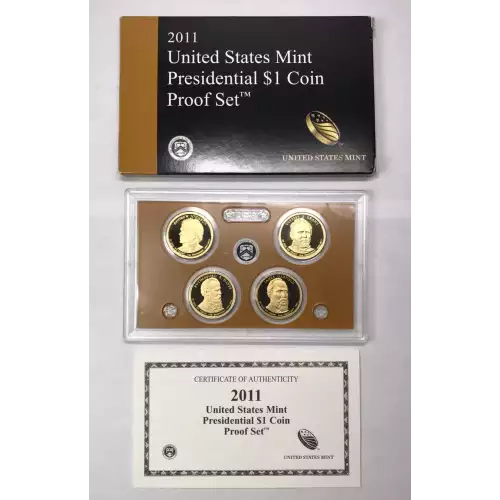 2011
United States Mint
Presidential $1 Coin
Proof Set™
UNITED STATES MINT
CERTIFICATE OF AUTHENTICITY
2011
United States Mint
Presidential $1 Coin
Proof Set™
UNITED STATES MINT